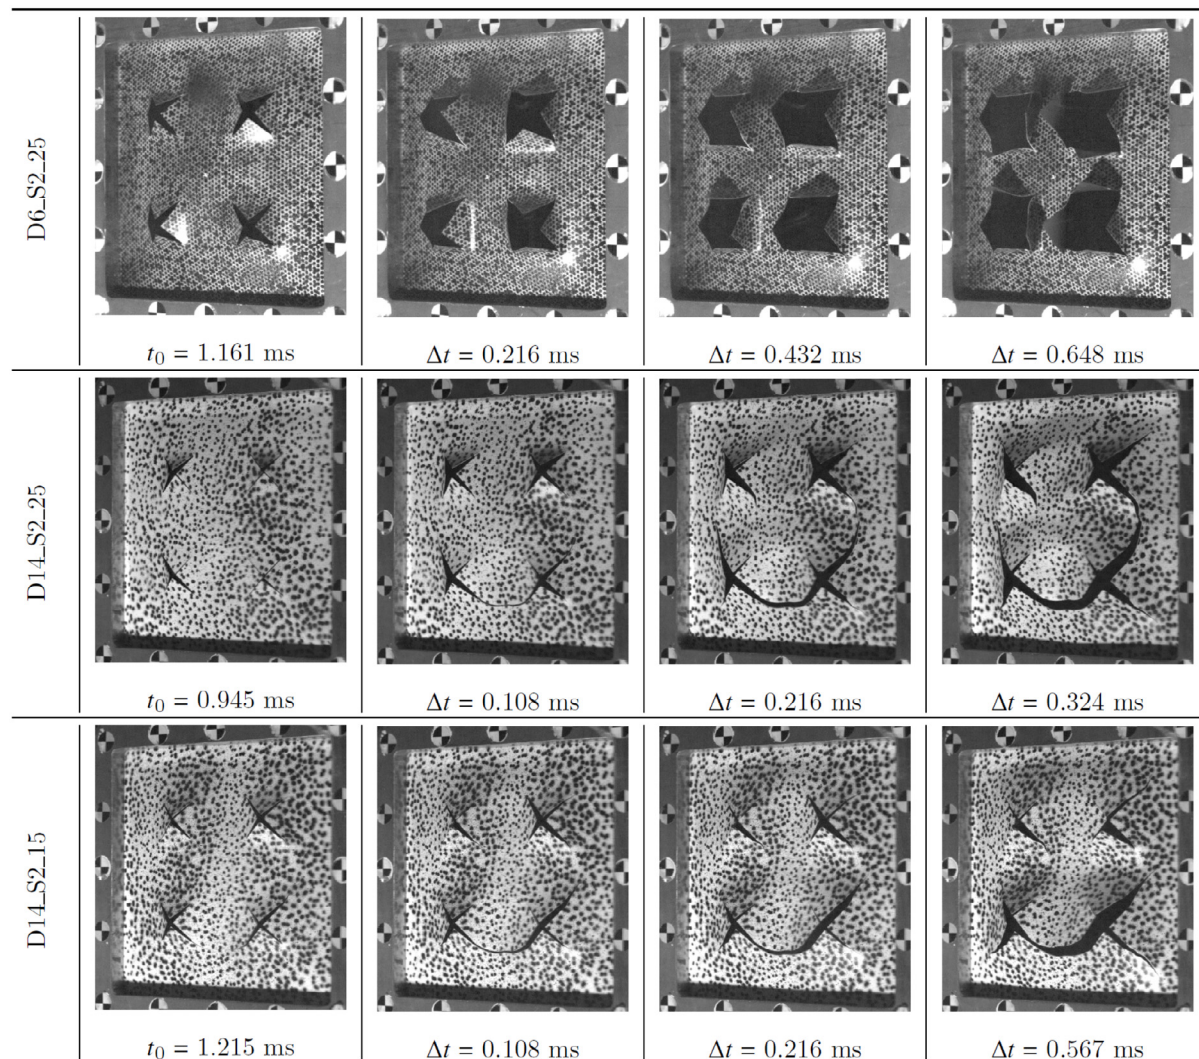 D6_S2_25
t₀ = 1.161 ms
Δt = 0.216 ms
Δt = 0.432 ms
Δt = 0.648 ms
D14_S2_25
t₀ = 0.945 ms
Δt = 0.108 ms
Δt = 0.216 ms
Δt = 0.324 ms
D14_S2_15
t₀ = 1.215 ms
Δt = 0.108 ms
Δt = 0.216 ms
Δt = 0.567 ms